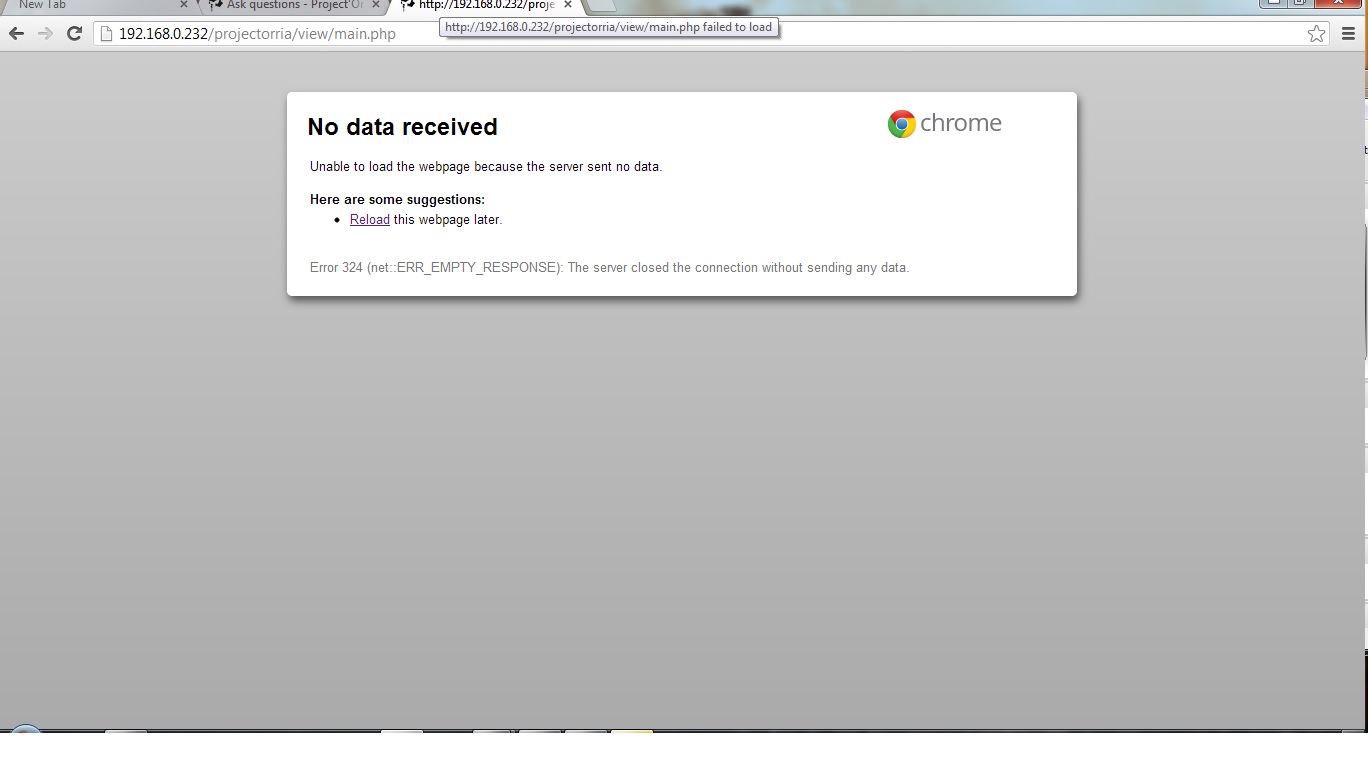 New Tab
Ask questions - Project'Or
http://192.168.0.232/proje
http://192.168.0.232/projectorria/view/main.php failed to load
192.168.0.232/projectorria/view/main.php
No data received
chrome
Unable to load the webpage because the server sent no data.
Here are some suggestions:
Reload this webpage later.
Error 324 (net::ERR_EMPTY_RESPONSE): The server closed the connection without sending any data.